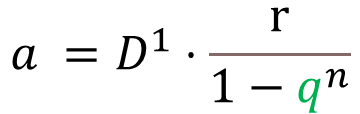 a = D¹ · r / (1 − qⁿ)